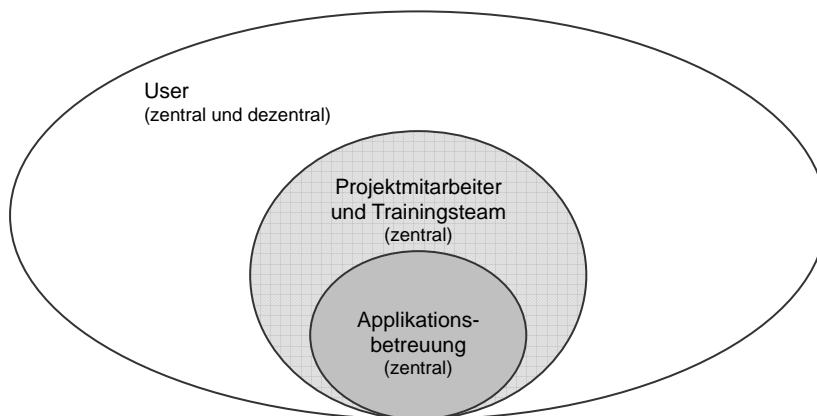 User
(zentral und dezentral)
Projektmitarbeiter
und Trainingsteam
(zentral)
Applikations-
betreuung
(zentral)